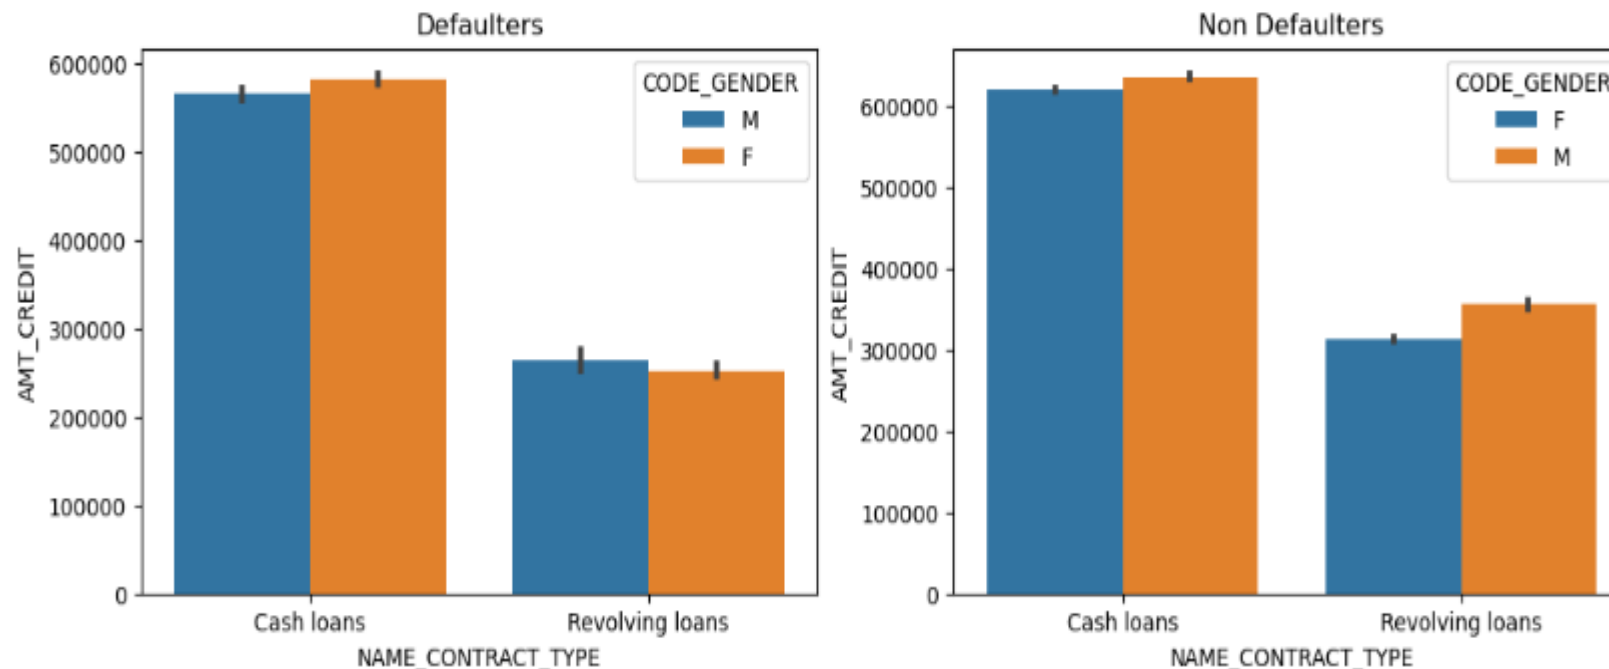 Defaulters
AMT_CREDIT
600000
500000
400000
300000
200000
100000
0
CODE_GENDER
M
F
Cash loans
Revolving loans
NAME_CONTRACT_TYPE
Non Defaulters
AMT_CREDIT
600000
500000
400000
300000
200000
100000
0
CODE_GENDER
F
M
Cash loans
Revolving loans
NAME_CONTRACT_TYPE